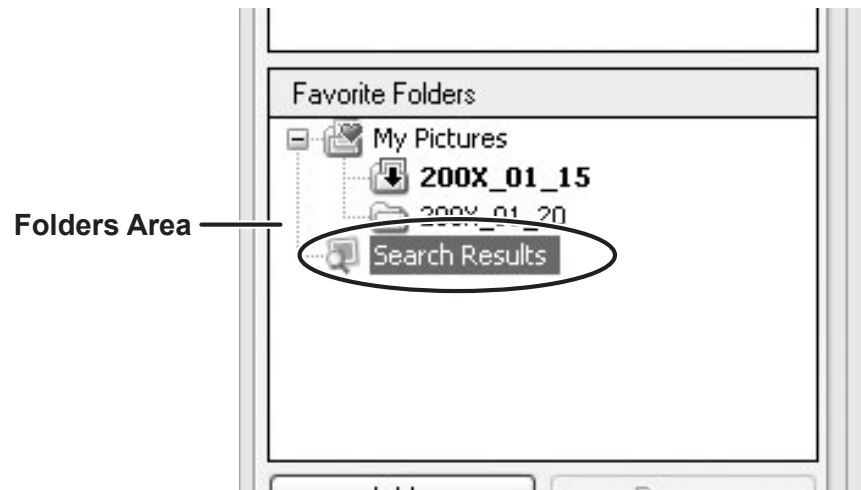 Favorite Folders
My Pictures
200X_01_15
200X_01_20
Folders Area
Search Results